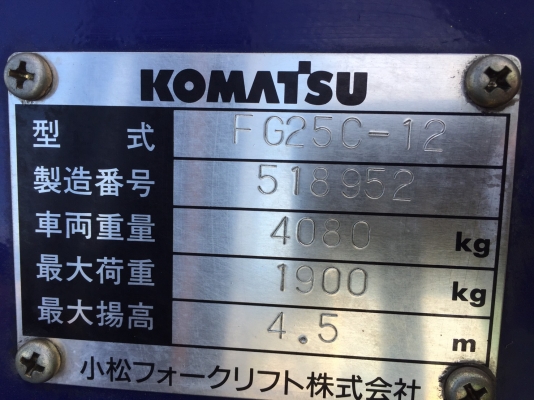 KOMATSU
型 式 FG25C-12
製造番号 518952
車両重量 4080 kg
最大荷重 1900 kg
最大揚高 4.5 m
小松フォークリフト株式会社